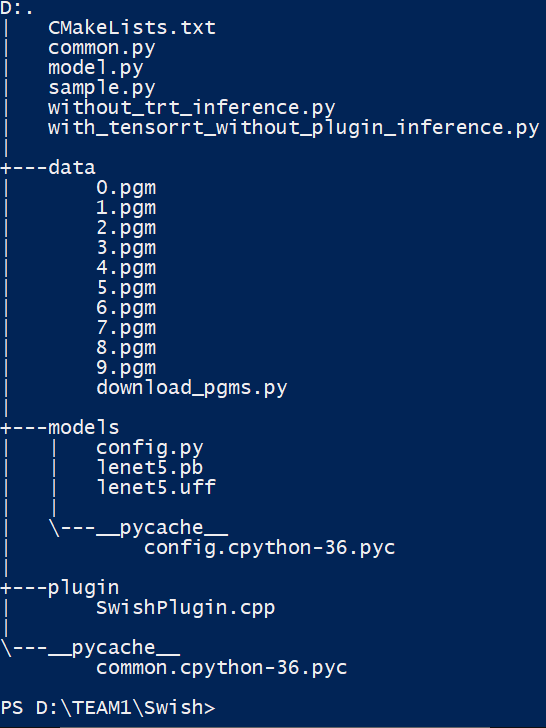 D:.
|   CMakeLists.txt
|   common.py
|   model.py
|   sample.py
|   without_trt_inference.py
|   with_tensorrt_without_plugin_inference.py
|
+---data
|       0.pgm
|       1.pgm
|       2.pgm
|       3.pgm
|       4.pgm
|       5.pgm
|       6.pgm
|       7.pgm
|       8.pgm
|       9.pgm
|       download_pgms.py
|
+---models
|   |   config.py
|   |   lenet5.pb
|   |   lenet5.uff
|   |
|   \---__pycache__
|           config.cpython-36.pyc
|
+---plugin
|       SwishPlugin.cpp
|
\---__pycache__
        common.cpython-36.pyc

PS D:\TEAM1\Swish>